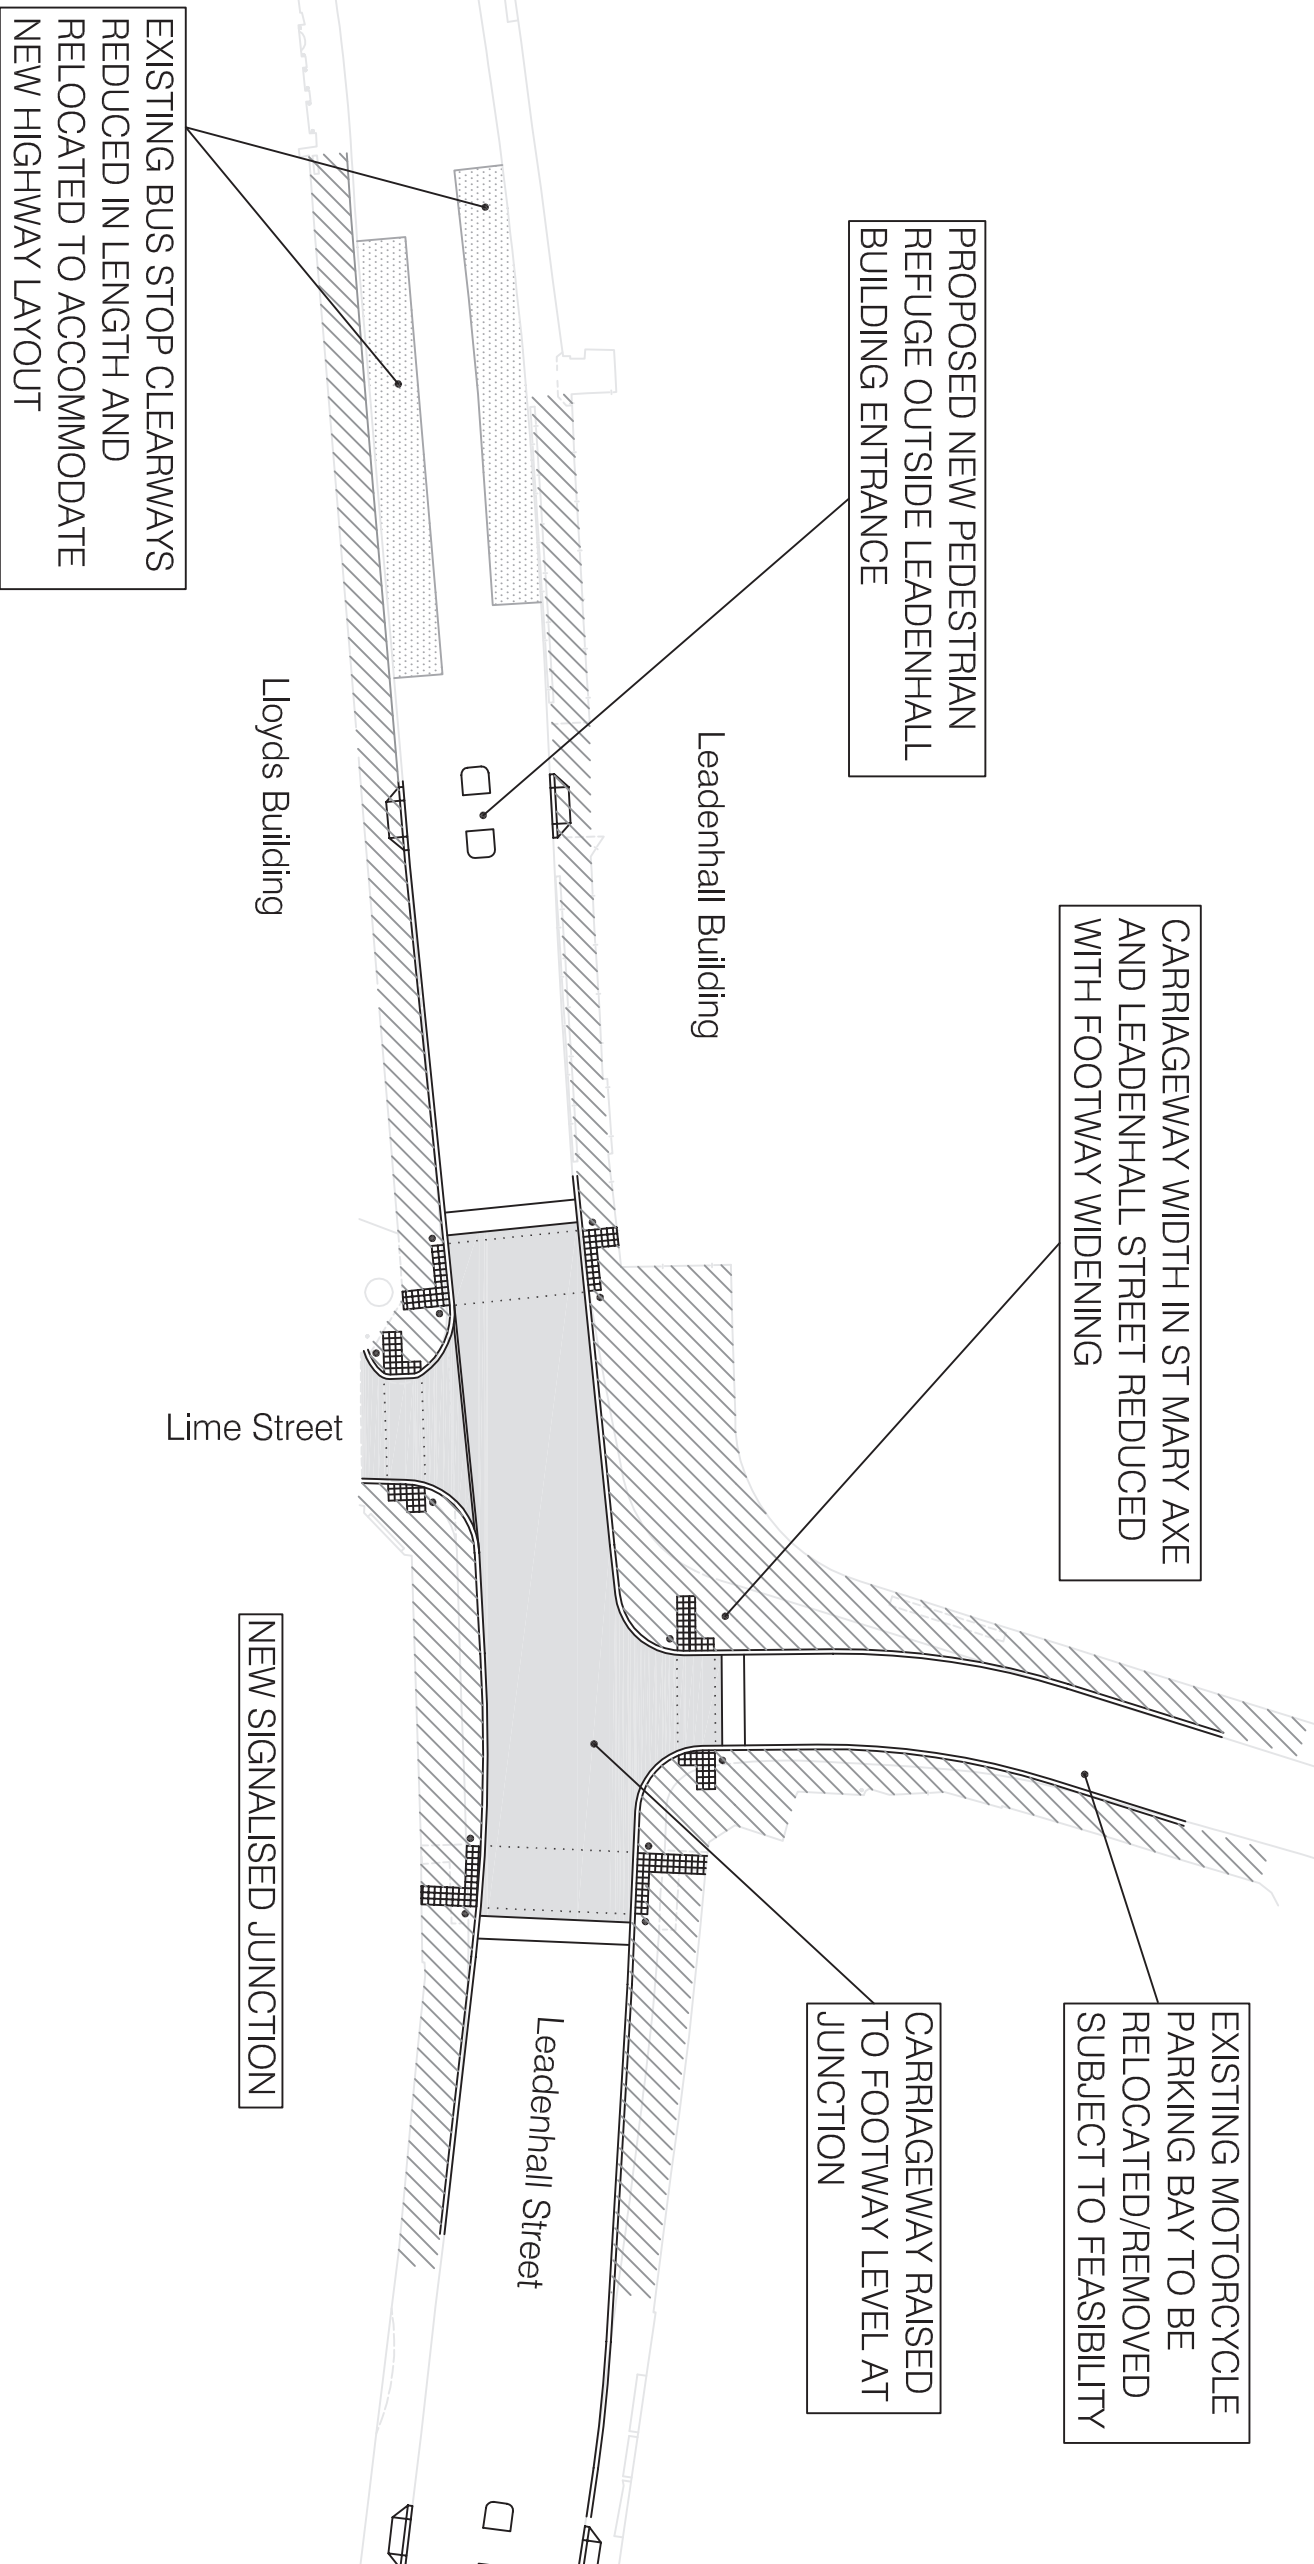 EXISTING BUS STOP CLEARWAYS
REDUCED IN LENGTH AND
RELOCATED TO ACCOMMODATE
NEW HIGHWAY LAYOUT
PROPOSED NEW PEDESTRIAN
REFUGE OUTSIDE LEADENHALL
BUILDING ENTRANCE
Lloyds Building
Leadenhall Building
CARRIAGEWAY WIDTH IN ST MARY AXE
AND LEADENHALL STREET REDUCED
WITH FOOTWAY WIDENING
Lime Street
NEW SIGNALISED JUNCTION
EXISTING MOTORCYCLE
PARKING BAY TO BE
RELOCATED/REMOVED
SUBJECT TO FEASIBILITY
CARRIAGEWAY RAISED
TO FOOTWAY LEVEL AT
JUNCTION
Leadenhall Street